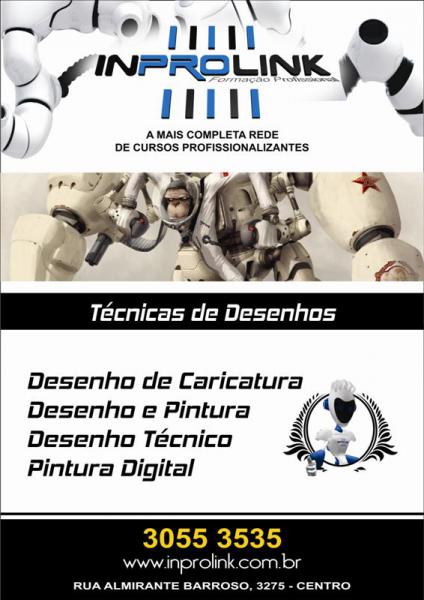 INPROLINK
Formação Profissional
A MAIS COMPLETA REDE
DE CURSOS PROFISSIONALIZANTES
Técnicas de Desenhos
Desenho de Caricatura
Desenho e Pintura
Desenho Técnico
Pintura Digital
3055 3535
www.inprolink.com.br
RUA ALMIRANTE BARROSO, 3275 - CENTRO